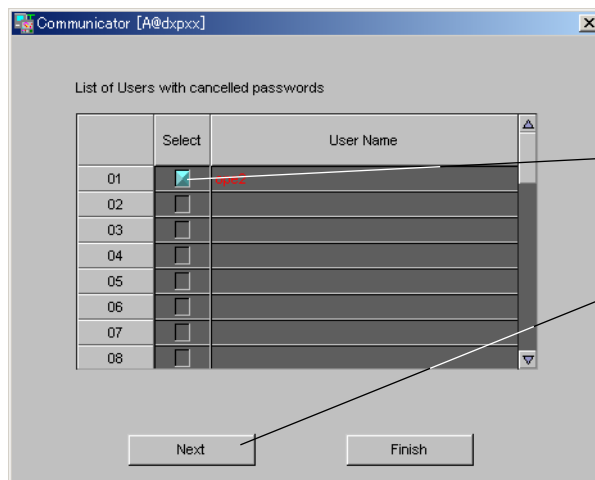 Communicator [A@dxpxx]
List of Users with cancelled passwords
Select User Name
01 ope2
02
03
04
05
06
07
08
Next Finish